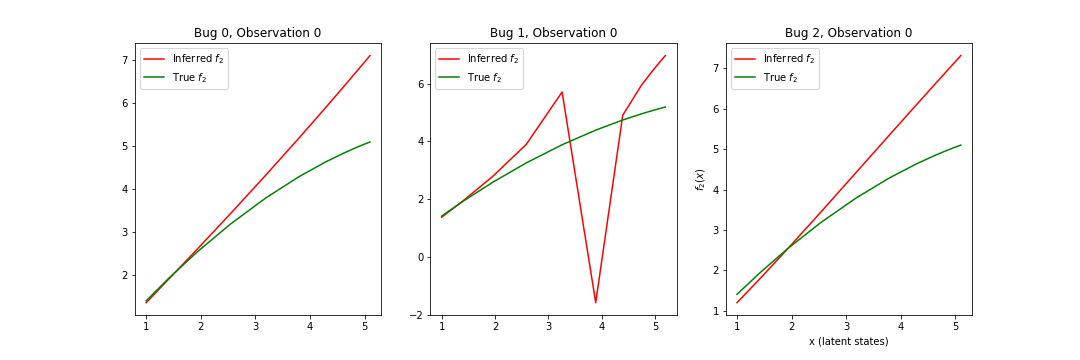 Bug 0, Observation 0
Inferred f₂
True f₂
7
6
5
4
3
2
1 2 3 4 5
Bug 1, Observation 0
Inferred f₂
True f₂
6
4
2
0
−2
1 2 3 4 5
Bug 2, Observation 0
Inferred f₂
True f₂
f₂(x)
7
6
5
4
3
2
1
1 2 3 4 5
x (latent states)